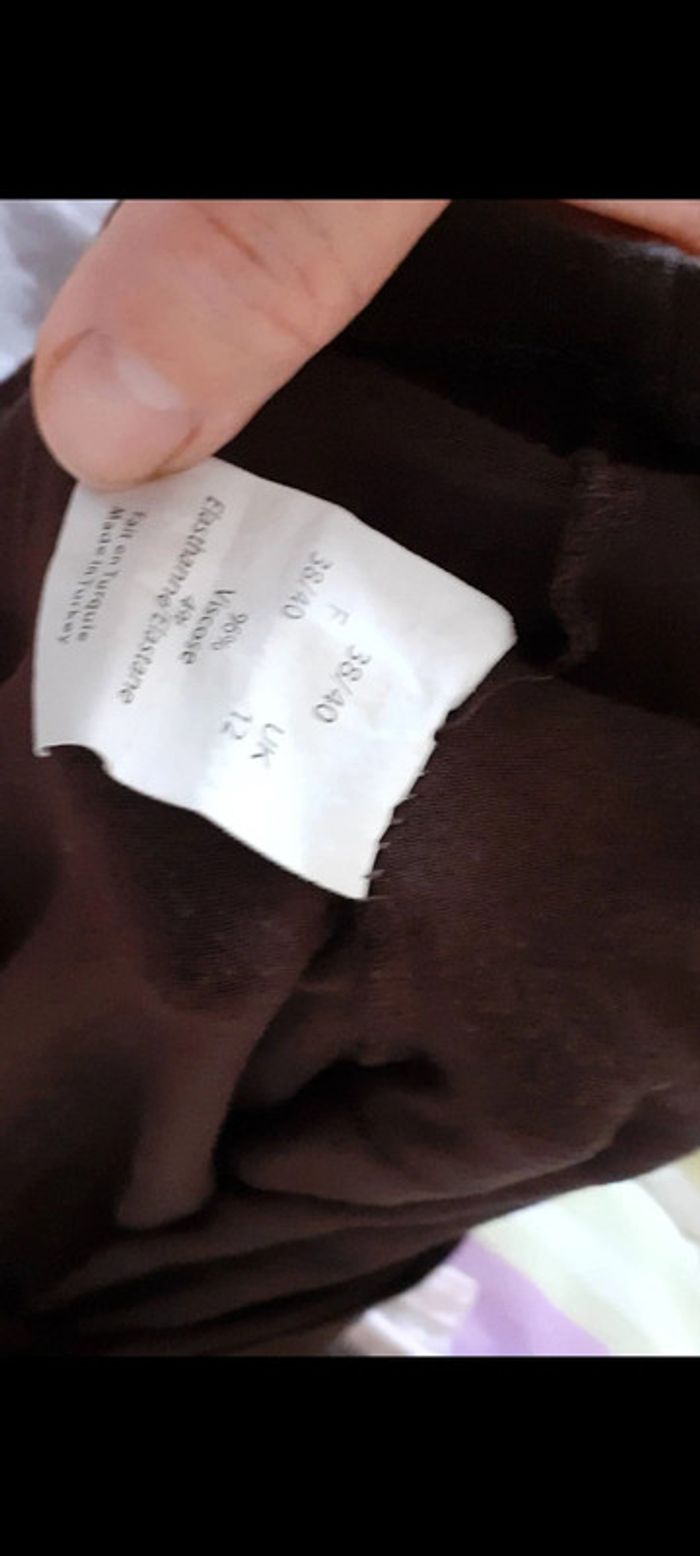 38/40
F
38/40
UK
12
96%
Viscose
4%
Elasthanne Elastane
Fait en Turquie
Made in Turkey